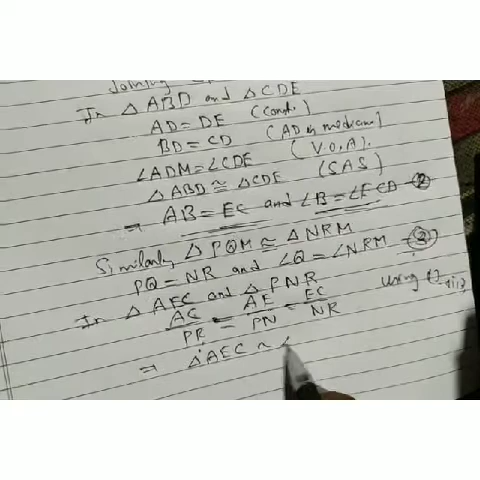 Joining
In △ABD and △CDE
AD = DE (Const.)
BD = CD [AD is median]
∠ADM = ∠CDE (V.O.A).
△ABD ≅ △CDE (SAS)
⇒ AB = EC and ∠B = ∠ECD -②
Similarly, △PQM ≅ △NRM
PQ = NR and ∠Q = ∠NRM -③
In △AEC and △PNR
AC/PR = AE/PN = EC/NR using
⇒ △AEC ~